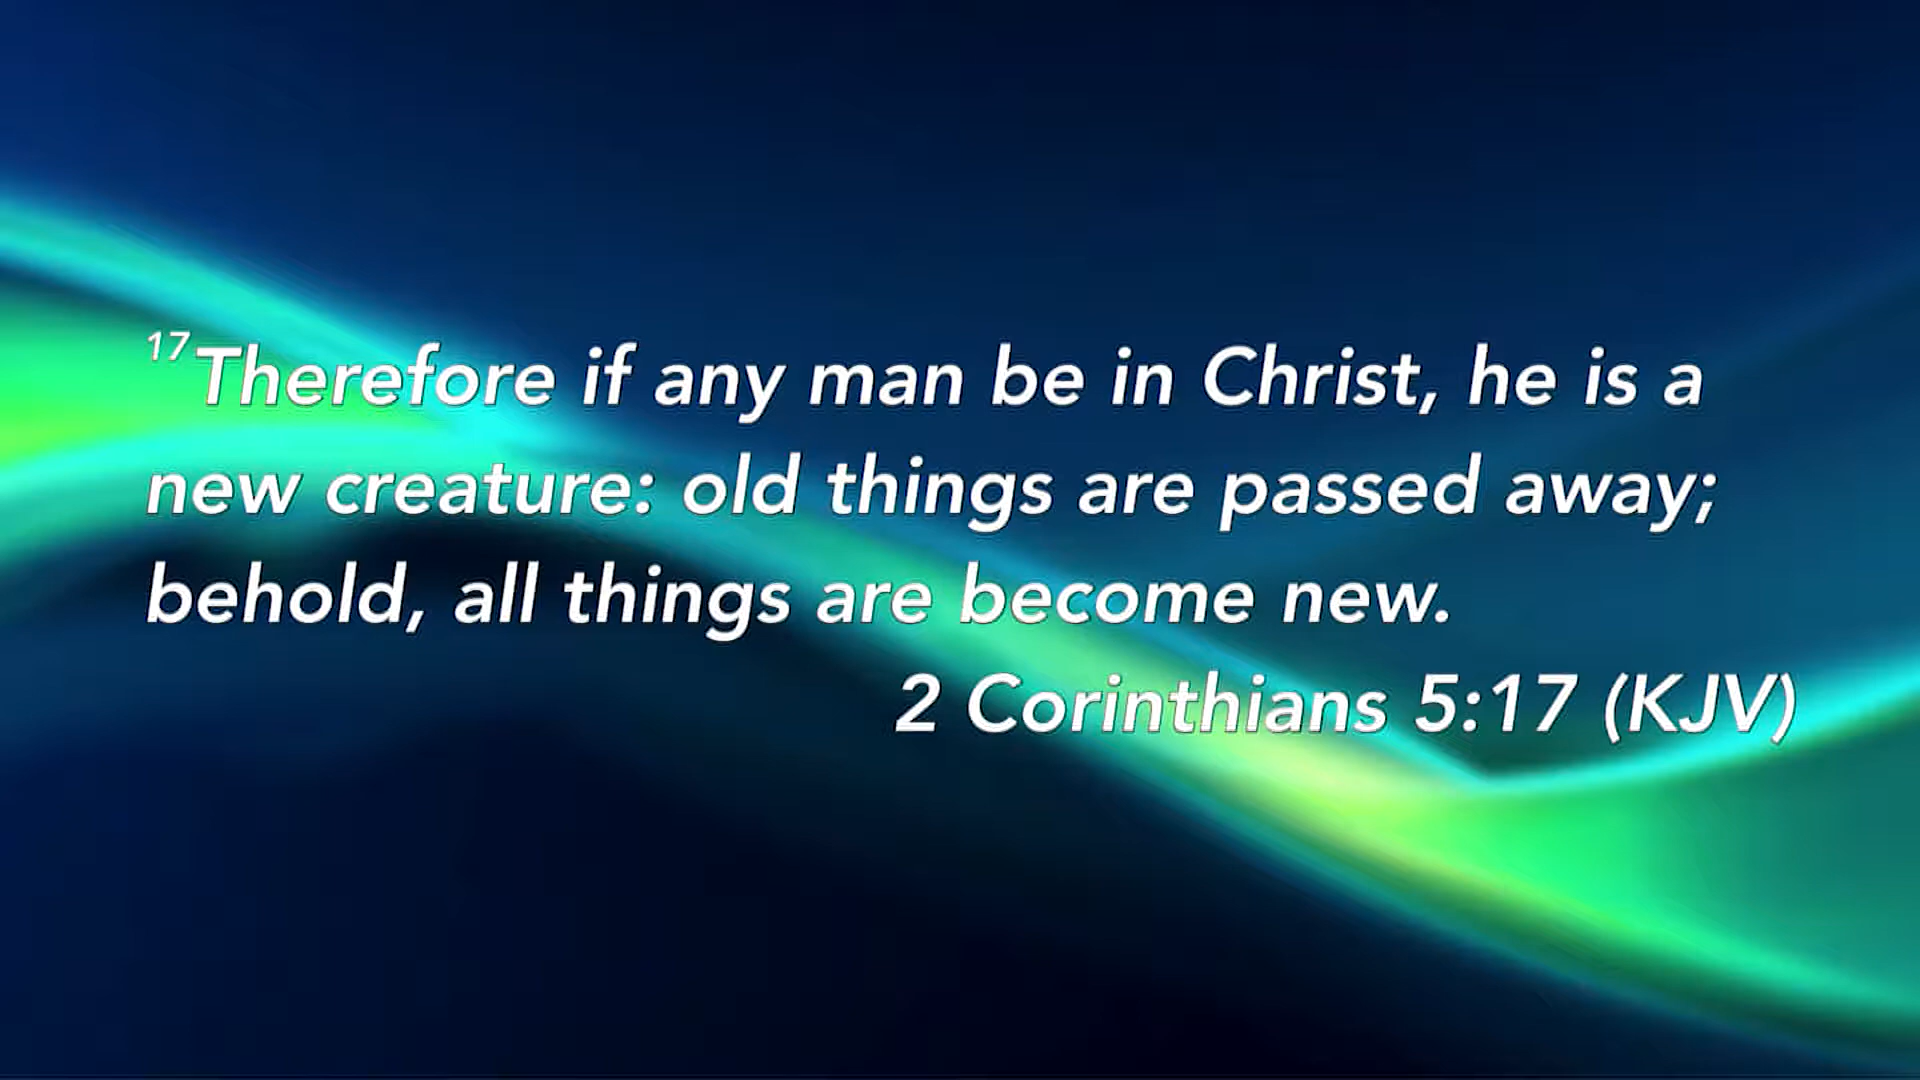 17Therefore if any man be in Christ, he is a
new creature: old things are passed away;
behold, all things are become new.
2 Corinthians 5:17 (KJV)